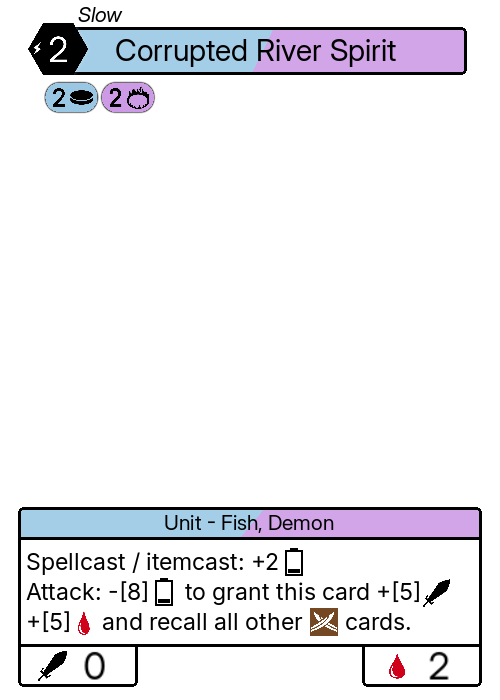 Slow
2 Corrupted River Spirit
2 2
Unit - Fish, Demon
Spellcast / itemcast: +2
Attack: -[8] to grant this card +[5]
+[5] and recall all other cards.
0 2